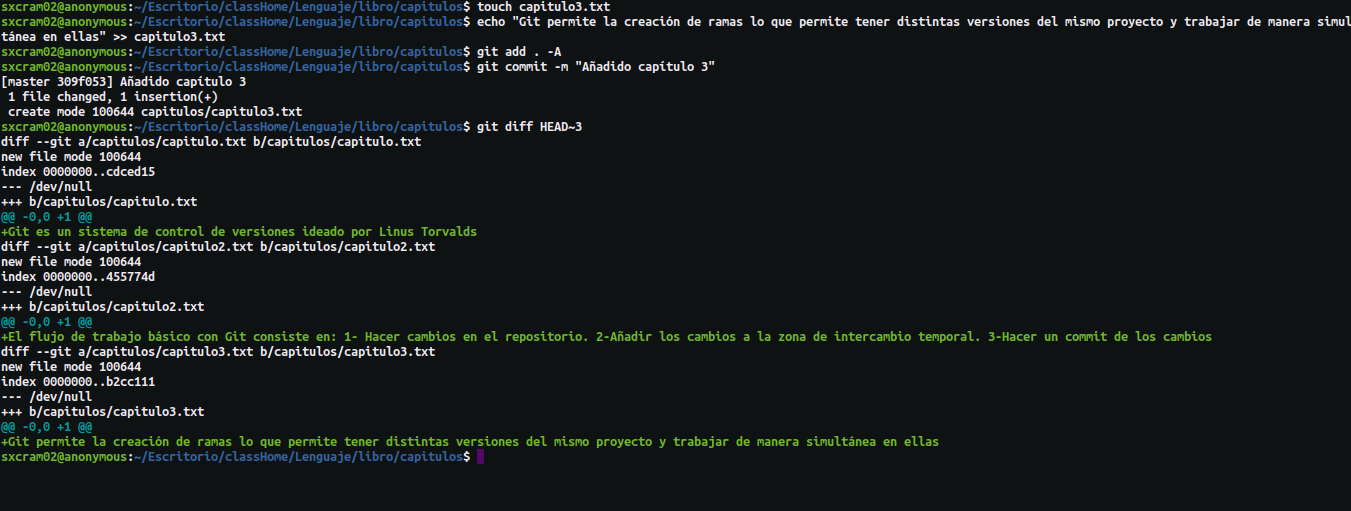 sxcram02@anonymous:~/Escritorio/classHome/Lenguaje/libro/capitulos$ touch capitulo3.txt
sxcram02@anonymous:~/Escritorio/classHome/Lenguaje/libro/capitulos$ echo "Git permite la creación de ramas lo que permite tener distintas versiones del mismo proyecto y trabajar de manera simul
tánea en ellas" >> capitulo3.txt
sxcram02@anonymous:~/Escritorio/classHome/Lenguaje/libro/capitulos$ git add . -A
sxcram02@anonymous:~/Escritorio/classHome/Lenguaje/libro/capitulos$ git commit -m "Añadido capítulo 3"
[master 309f053] Añadido capítulo 3
 1 file changed, 1 insertion(+)
 create mode 100644 capitulos/capitulo3.txt
sxcram02@anonymous:~/Escritorio/classHome/Lenguaje/libro/capitulos$ git diff HEAD~3
diff --git a/capitulos/capitulo.txt b/capitulos/capitulo.txt
new file mode 100644
index 0000000..cdced15
--- /dev/null
+++ b/capitulos/capitulo.txt
@@ -0,0 +1 @@
+Git es un sistema de control de versiones ideado por Linus Torvalds
diff --git a/capitulos/capitulo2.txt b/capitulos/capitulo2.txt
new file mode 100644
index 0000000..455774d
--- /dev/null
+++ b/capitulos/capitulo2.txt
@@ -0,0 +1 @@
+El flujo de trabajo básico con Git consiste en: 1- Hacer cambios en el repositorio. 2-Añadir los cambios a la zona de intercambio temporal. 3-Hacer un commit de los cambios
diff --git a/capitulos/capitulo3.txt b/capitulos/capitulo3.txt
new file mode 100644
index 0000000..b2cc111
--- /dev/null
+++ b/capitulos/capitulo3.txt
@@ -0,0 +1 @@
+Git permite la creación de ramas lo que permite tener distintas versiones del mismo proyecto y trabajar de manera simultánea en ellas
sxcram02@anonymous:~/Escritorio/classHome/Lenguaje/libro/capitulos$